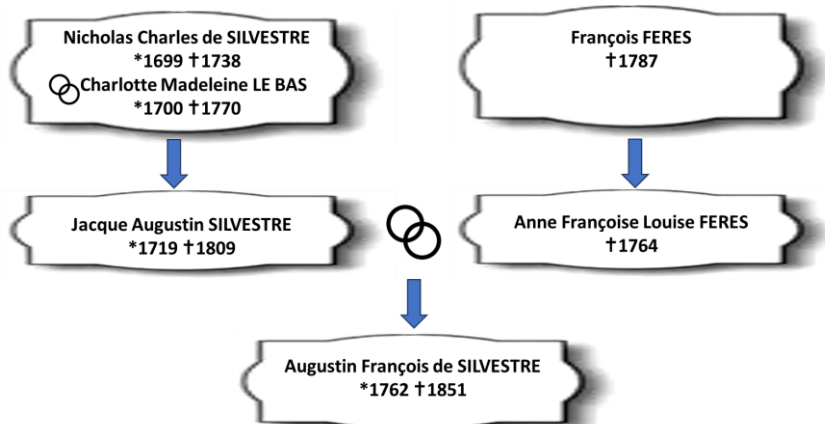 Nicholas Charles de SILVESTRE
*1699 †1738
Charlotte Madeleine LE BAS
*1700 †1770
François FERES
†1787
Jacque Augustin SILVESTRE
*1719 †1809
Anne Françoise Louise FERES
†1764
Augustin François de SILVESTRE
*1762 †1851